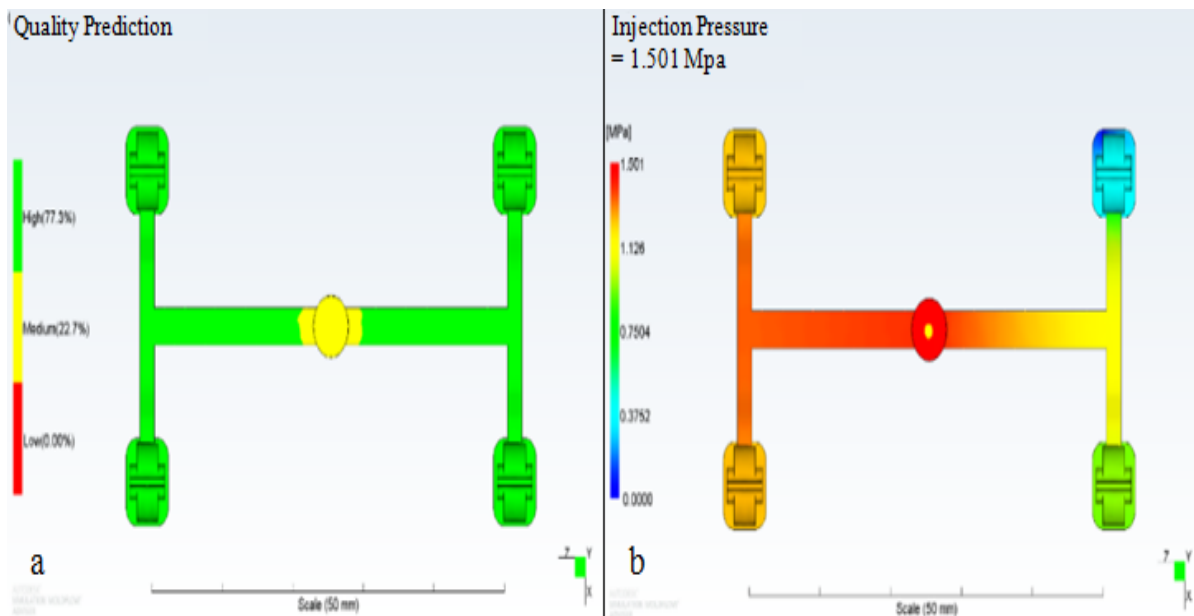 Quality Prediction
High(77.3%)
Medium(22.7%)
Low(0.00%)
a
Scale (50 mm)
Y
X
Injection Pressure
= 1.501 Mpa
[MPa]
1.501
1.126
0.7504
0.3752
0.0000
b
Scale (50 mm)
Y
X